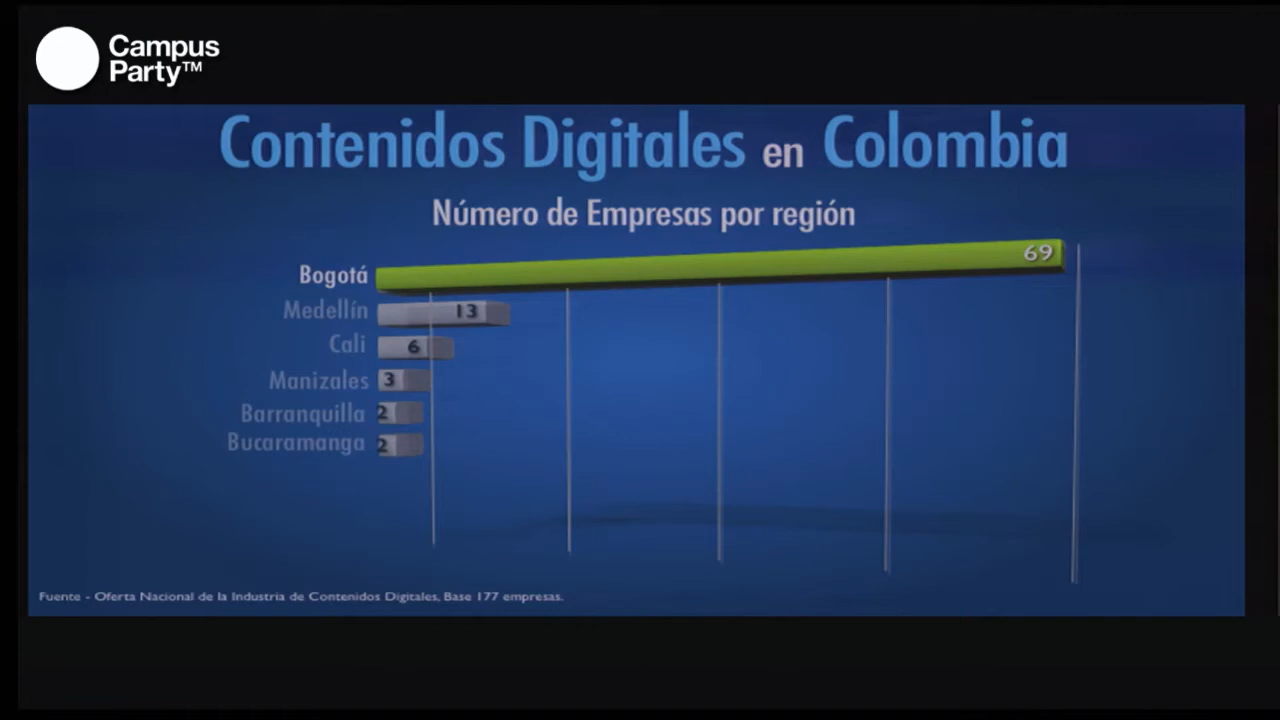 Campus
Party™
Contenidos Digitales en Colombia
Número de Empresas por región
Bogotá 69
Medellín 13
Cali 6
Manizales 3
Barranquilla 2
Bucaramanga 2
Fuente - Oferta Nacional de la Industria de Contenidos Digitales, Base 177 empresas.